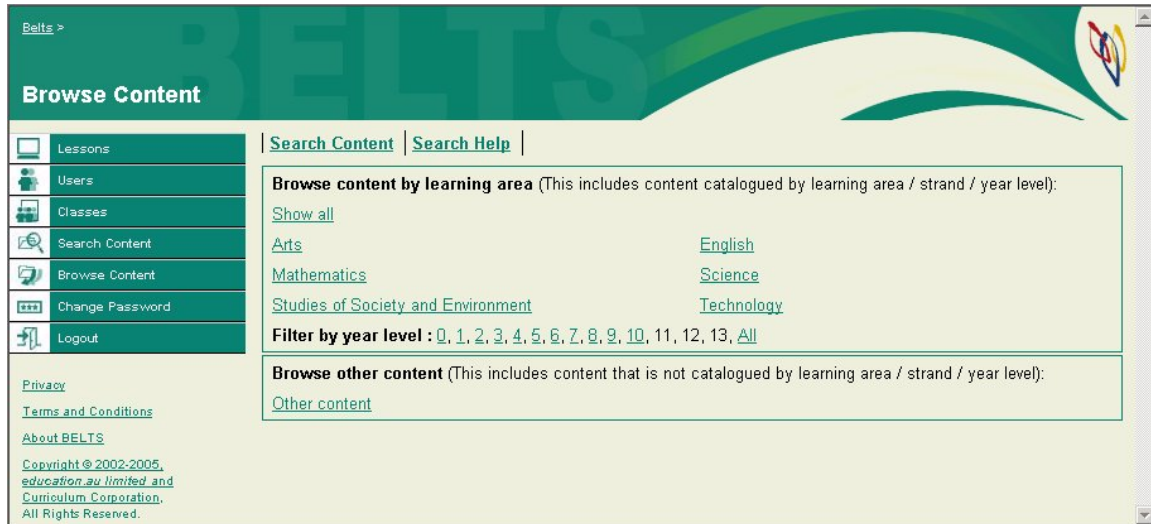 Belts >
BELTS
Browse Content
Lessons
Users
Classes
Search Content
Browse Content
Change Password
Logout
Privacy
Terms and Conditions
About BELTS
Copyright © 2002-2005,
education.au limited and
Curriculum Corporation,
All Rights Reserved.
Search Content | Search Help
Browse content by learning area (This includes content catalogued by learning area / strand / year level):
Show all
Arts English
Mathematics Science
Studies of Society and Environment Technology
Filter by year level : 0, 1, 2, 3, 4, 5, 6, 7, 8, 9, 10, 11, 12, 13, All
Browse other content (This includes content that is not catalogued by learning area / strand / year level):
Other content